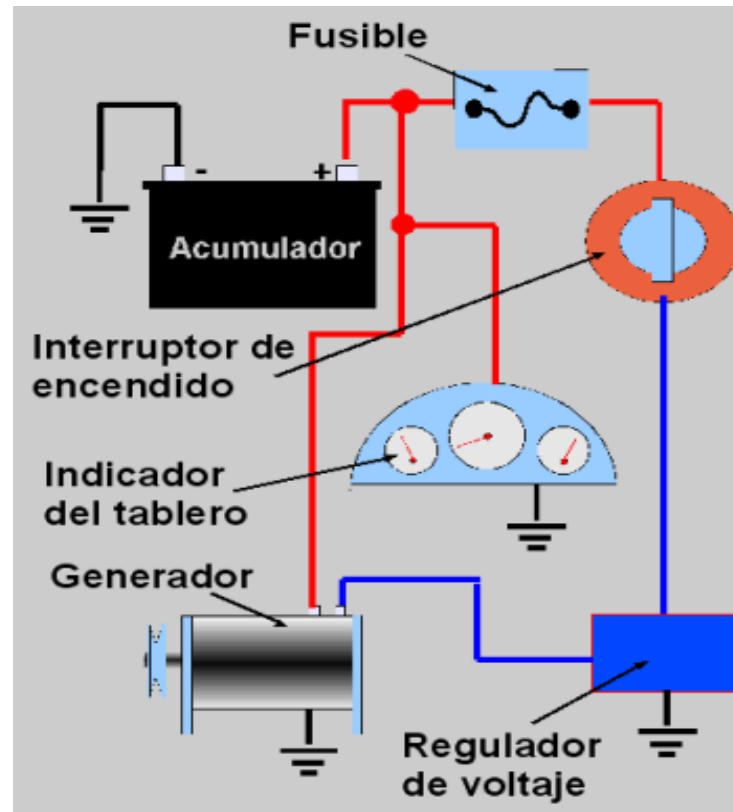 Fusible
- +
Acumulador
Interruptor de
encendido
Indicador
del tablero
Generador
Regulador
de voltaje